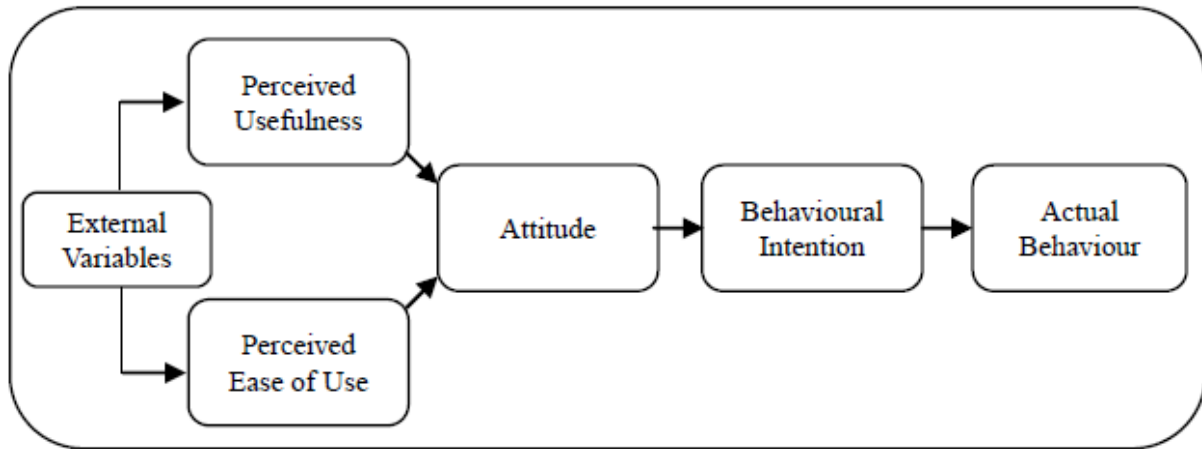 Perceived
Usefulness
External
Variables
Perceived
Ease of Use
Attitude
Behavioural
Intention
Actual
Behaviour